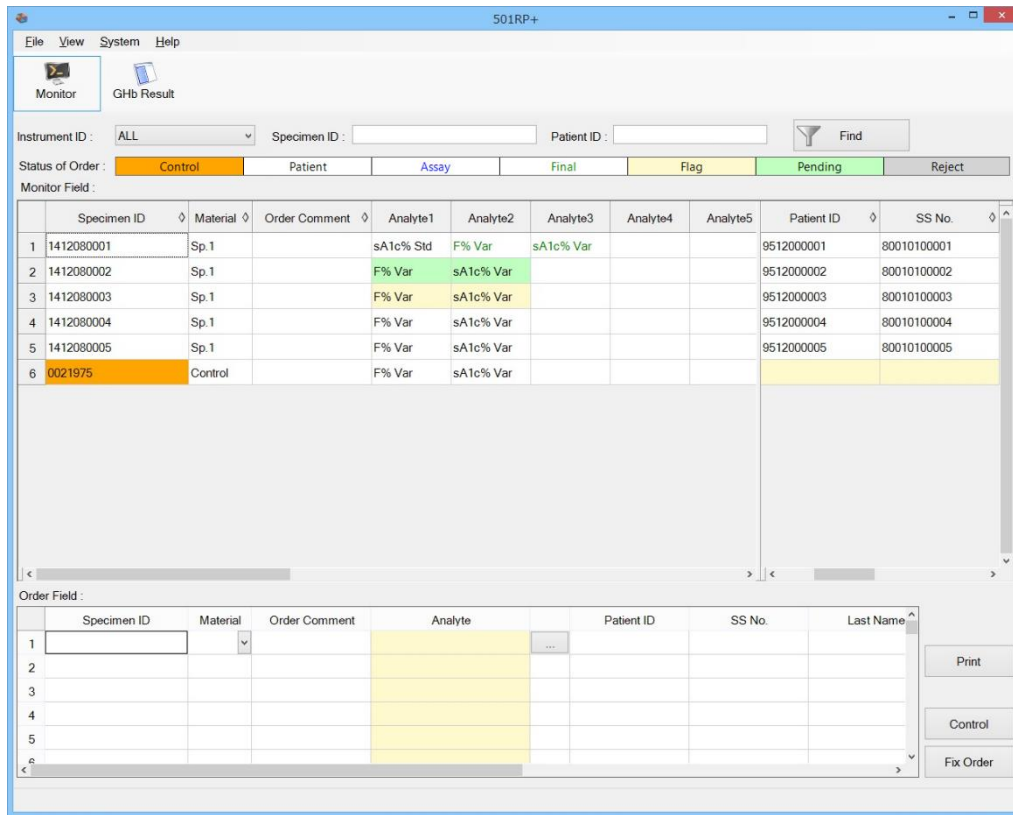 501RP+
File View System Help
Monitor GHb Result
Instrument ID : ALL Specimen ID : Patient ID : Find
Status of Order : Control Patient Assay Final Flag Pending Reject
Monitor Field :
Specimen ID Material Order Comment Analyte1 Analyte2 Analyte3 Analyte4 Analyte5 Patient ID SS No.
1 1412080001 Sp.1 sA1c% Std F% Var sA1c% Var 9512000001 80010100001
2 1412080002 Sp.1 F% Var sA1c% Var 9512000002 80010100002
3 1412080003 Sp.1 F% Var sA1c% Var 9512000003 80010100003
4 1412080004 Sp.1 F% Var sA1c% Var 9512000004 80010100004
5 1412080005 Sp.1 F% Var sA1c% Var 9512000005 80010100005
6 0021975 Control F% Var sA1c% Var
Order Field :
Specimen ID Material Order Comment Analyte Patient ID SS No. Last Name
1 ...
2
3
4
5
6
Print
Control
Fix Order